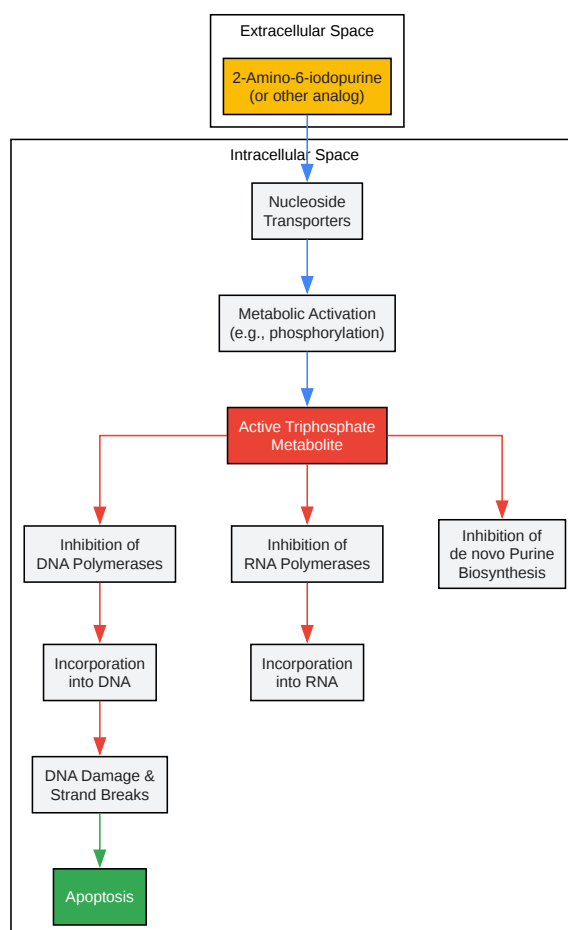 Extracellular Space
2-Amino-6-iodopurine
(or other analog)
Intracellular Space
Nucleoside
Transporters
Metabolic Activation
(e.g., phosphorylation)
Active Triphosphate
Metabolite
Inhibition of
DNA Polymerases
Inhibition of
RNA Polymerases
Inhibition of
de novo Purine
Biosynthesis
Incorporation
into DNA
Incorporation
into RNA
DNA Damage &
Strand Breaks
Apoptosis